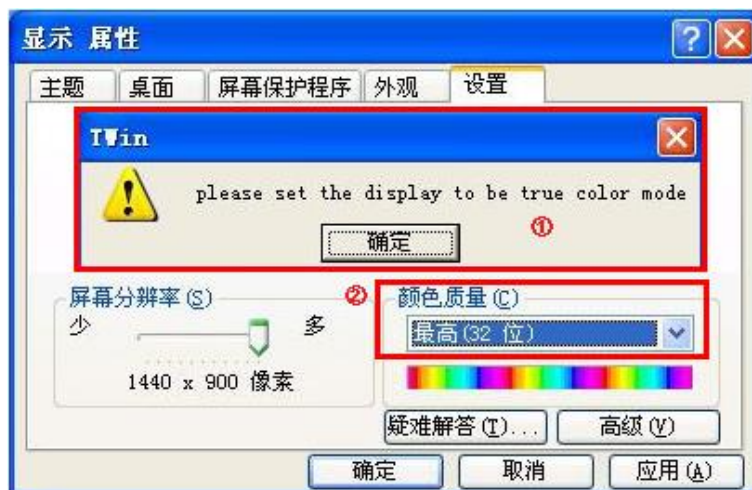 显示 属性
主题 桌面 屏幕保护程序 外观 设置
TWin
please set the display to be true color mode
①
确定
屏幕分辨率(S)
少 多
1440 x 900 像素
②
颜色质量(C)
最高(32 位)
疑难解答(T)... 高级(V)
确定 取消 应用(A)